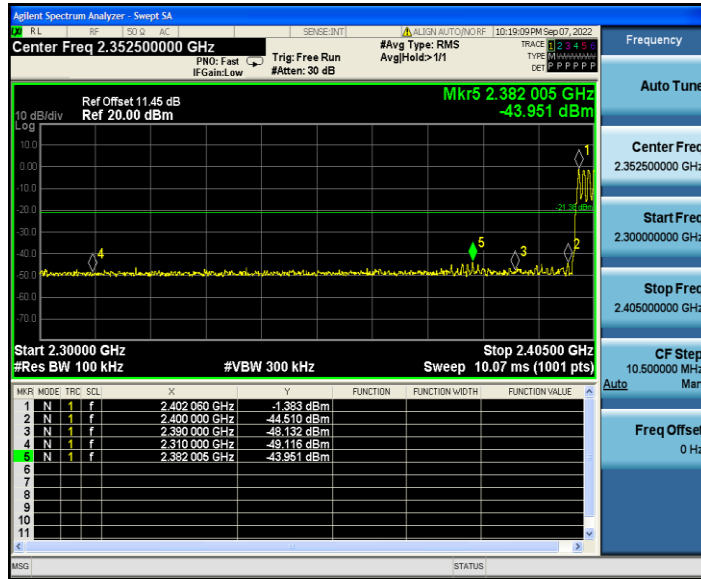 Agilent Spectrum Analyzer - Swept SA
RL RF 50 Ω AC SENSE:INT ALIGN AUTO/NO RF 10:19:09 PM Sep 07, 2022
Center Freq 2.352500000 GHz
PNO: Fast
IFGain:Low
Trig: Free Run
#Atten: 30 dB
#Avg Type: RMS
Avg|Hold:>1/1
TRACE 1 2 3 4 5 6
TYPE M
DET P P P P P P
Ref Offset 11.45 dB
10 dB/div Ref 20.00 dBm
Log
Mkr5 2.382 005 GHz
-43.951 dBm
10.0
0.00
-10.0
-20.0
-30.0
-40.0
-50.0
-60.0
-70.0
1
2
3
4
5
Start 2.30000 GHz Stop 2.40500 GHz
#Res BW 100 kHz #VBW 300 kHz Sweep 10.07 ms (1001 pts)
MKR MODE TRC SCL X Y FUNCTION FUNCTION WIDTH FUNCTION VALUE
1 N 1 f 2.402 060 GHz -1.383 dBm
2 N 1 f 2.400 000 GHz -44.510 dBm
3 N 1 f 2.390 000 GHz -48.132 dBm
4 N 1 f 2.310 000 GHz -49.116 dBm
5 N 1 f 2.382 005 GHz -43.951 dBm
6
7
8
9
10
11
MSG STATUS
Frequency
Auto Tune
Center Freq
2.352500000 GHz
Start Freq
2.300000000 GHz
Stop Freq
2.405000000 GHz
CF Step
10.500000 MHz
Auto Man
Freq Offset
0 Hz